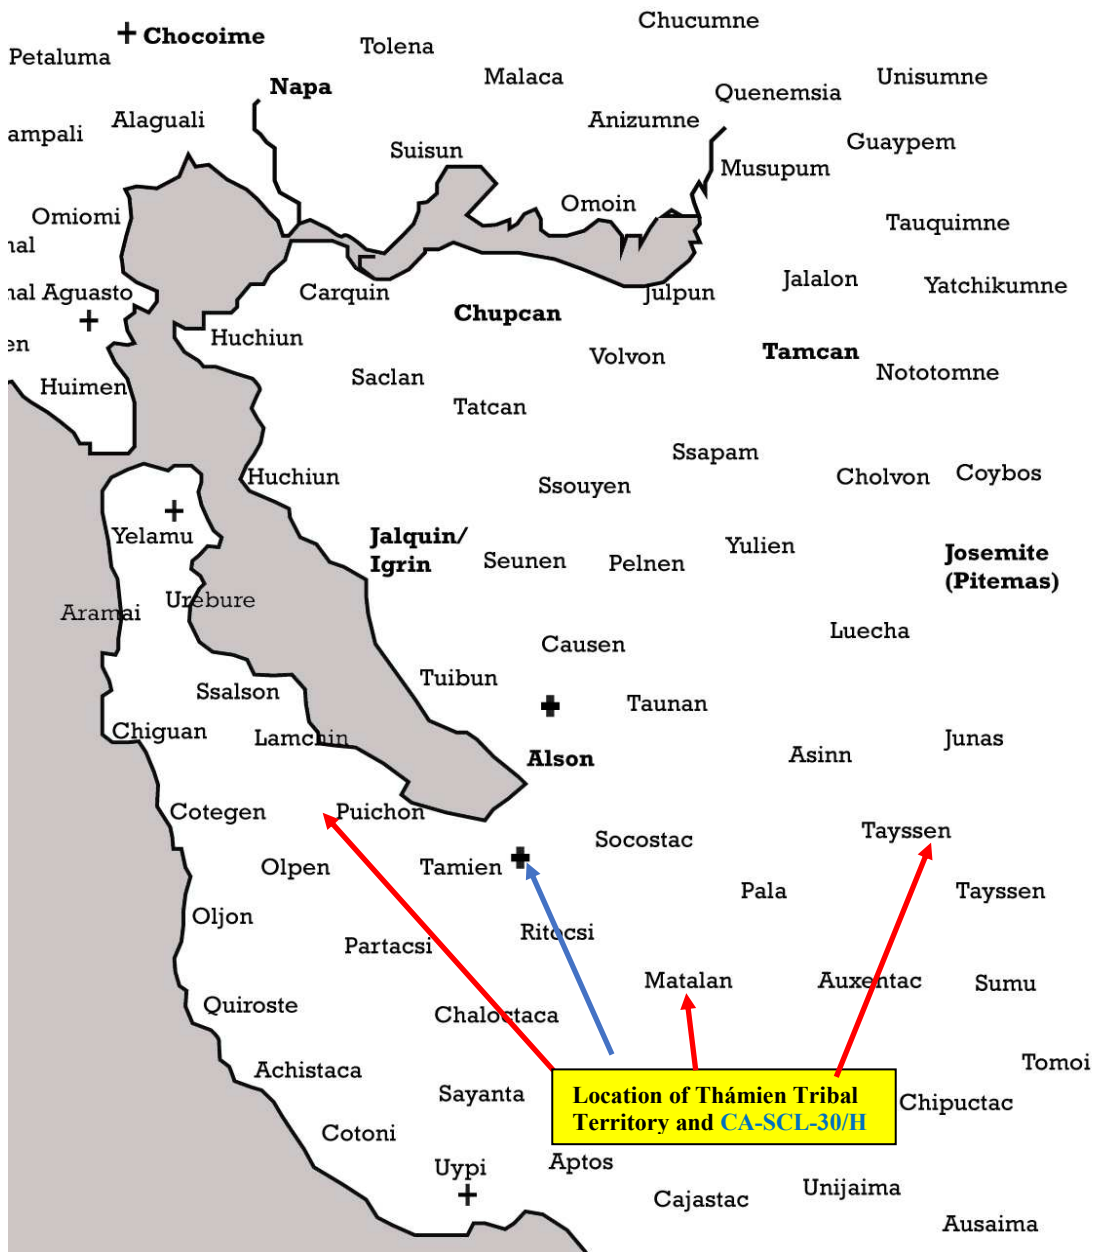 Chucumne
Chocoime
Tolena
Petaluma
Malaca
Unisumne
Napa
Quenemsia
Alaguali
Anizumne
ampali
Guaypem
Suisun
Musupum
Omoin
Omiomi
Tauquimne
nal
Jalalon
Yatchikumne
nal Aguasto
Carquin
Julpun
Chupcan
Huchiun
en
Volvon
Tamcan
Nototomne
Saclan
Huimen
Tatcan
Ssapam
Huchiun
Cholvon
Coybos
Ssouyen
Yelamu
Jalquin/
Igrin
Yulien
Josemite
(Pitemas)
Seunen
Pelnen
Urebure
Aramai
Luecha
Causen
Tuibun
Ssalson
Taunan
Chiguan
Lamchin
Junas
Alson
Asinn
Cotegen
Puichon
Tayssen
Socostac
Olpen
Tamien
Pala
Tayssen
Oljon
Ritocsi
Partacsi
Matalan
Auxentac
Sumu
Quiroste
Chaloctaca
Tomoi
Achistaca
Sayanta
Location of Thámien Tribal
Territory and CA-SCL-30/H
Chipuctac
Cotoni
Uypi
Aptos
Unijaima
Cajastac
Ausaima